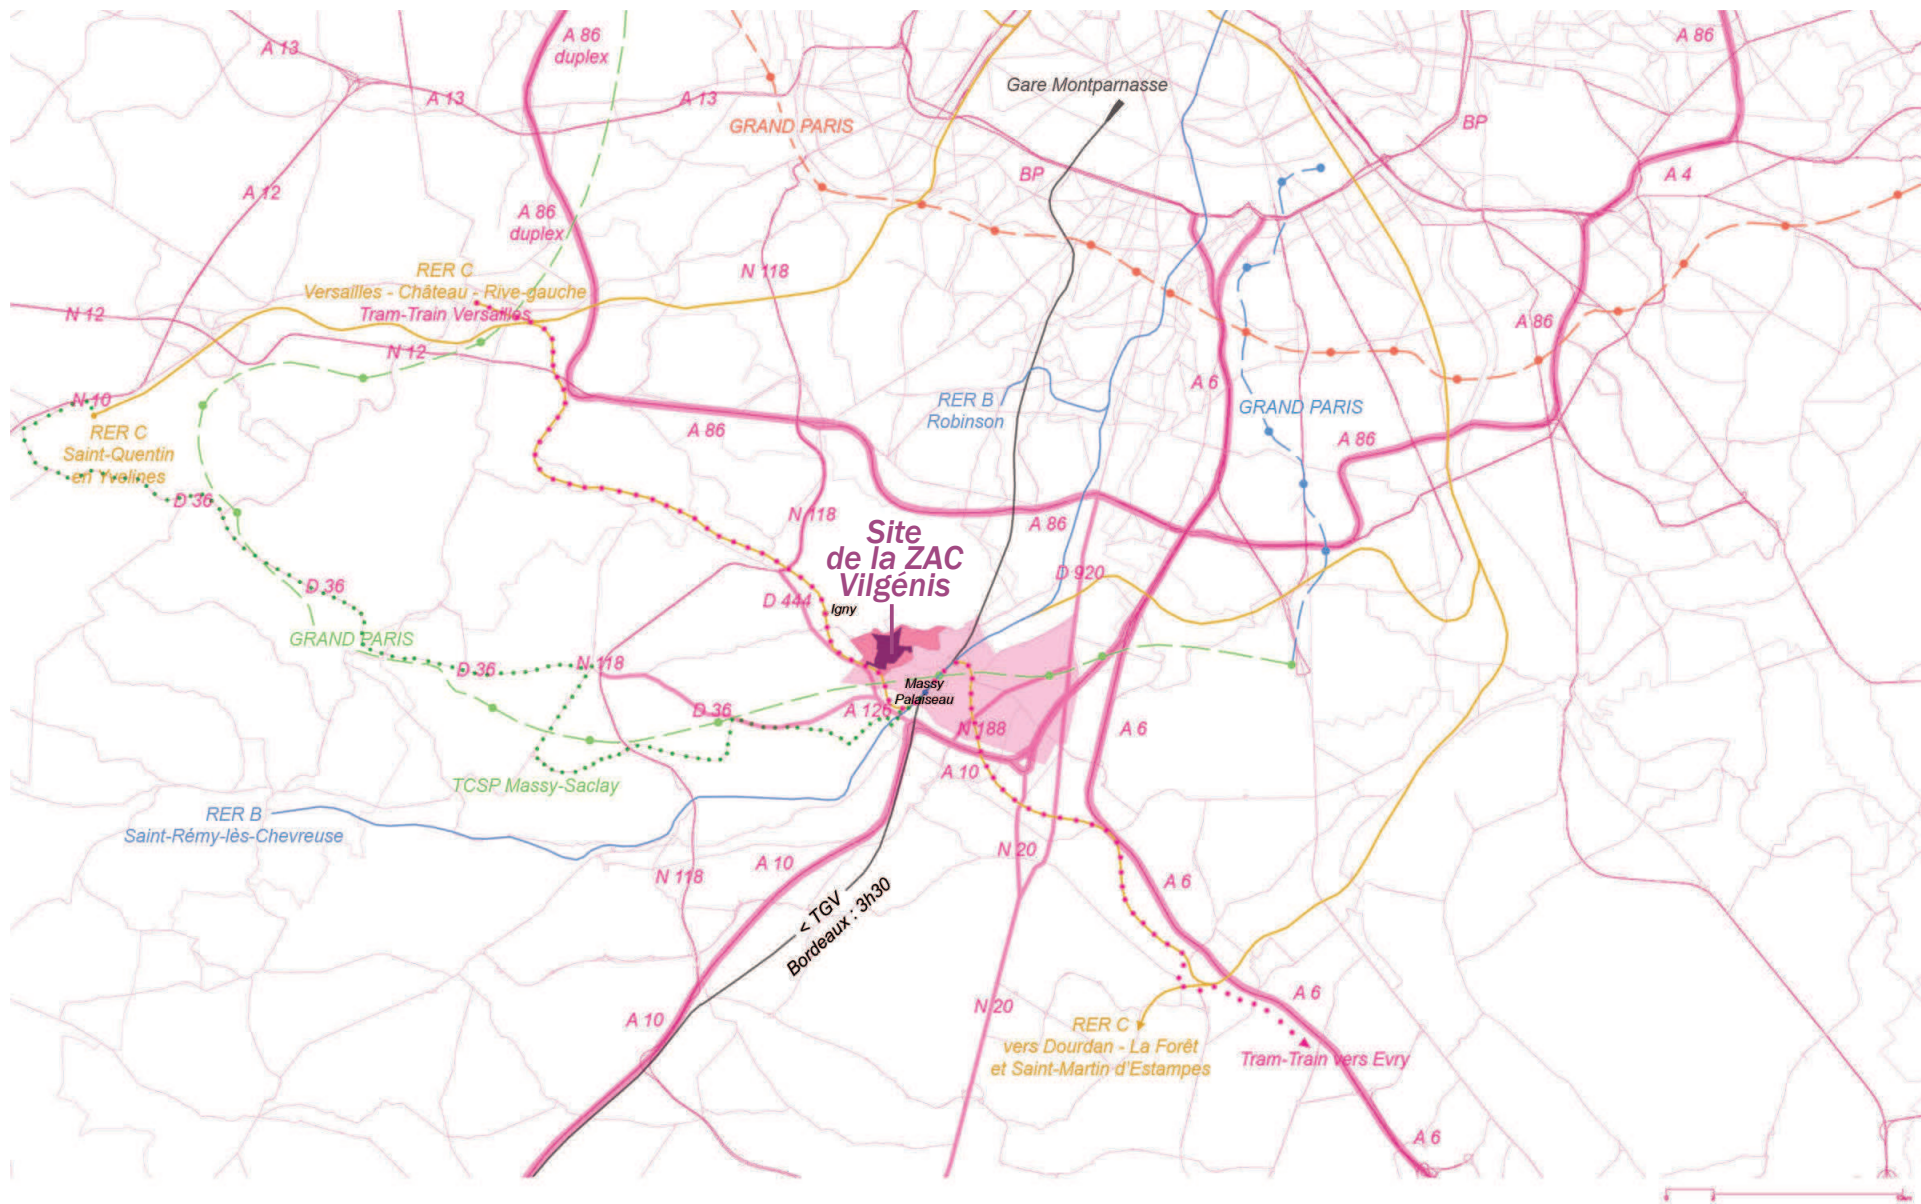 A 86
duplex
A 13
A 86
A 13
A 13
Gare Montparnasse
GRAND PARIS
BP
BP
A 4
A 12
A 86
duplex
RER C
Versailles - Château - Rive-gauche
Tram-Train Versailles
N 118
N 12
A 86
N 12
A 6
N 10
RER B
Robinson
GRAND PARIS
RER C
Saint-Quentin
en Yvelines
A 86
A 86
D 36
N 118
A 86
Site
de la ZAC
Vilgénis
D 920
D 36
D 444
Igny
GRAND PARIS
D 36
N 118
Massy
Palaiseau
D 36
A 126
N 188
A 6
A 10
TCSP Massy-Saclay
RER B
Saint-Rémy-lès-Chevreuse
N 20
A 10
N 118
A 6
< TGV
Bordeaux : 3h30
A 6
N 20
A 10
RER C
vers Dourdan - La Forêt
et Saint-Martin d'Estampes
Tram-Train vers Evry
A 6